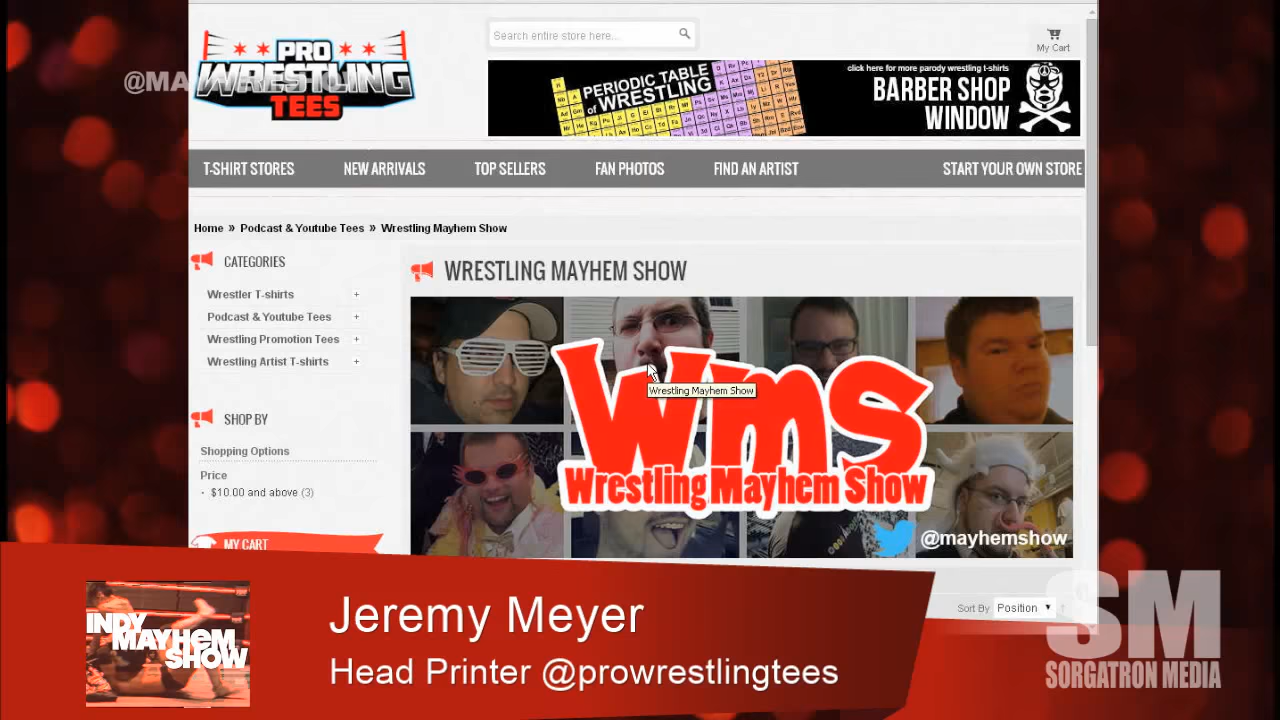 Search entire store here...
My Cart
@MA
PRO
WRESTLING
TEES
PERIODIC TABLE
OF WRESTLING
click here for more parody wrestling t-shirts
BARBER SHOP
WINDOW
T-SHIRT STORES NEW ARRIVALS TOP SELLERS FAN PHOTOS FIND AN ARTIST START YOUR OWN STORE
Home » Podcast & Youtube Tees » Wrestling Mayhem Show
CATEGORIES
Wrestler T-shirts +
Podcast & Youtube Tees +
Wrestling Promotion Tees +
Wrestling Artist T-shirts +
SHOP BY
Shopping Options
Price
$10.00 and above (3)
MY CART
WRESTLING MAYHEM SHOW
Wrestling Mayhem Show
WMS
Wrestling Mayhem Show
@mayhemshow
Sort By Position
INDY
MAYHEM
SHOW
Jeremy Meyer
Head Printer @prowrestlingtees
SM
SORGATRON MEDIA